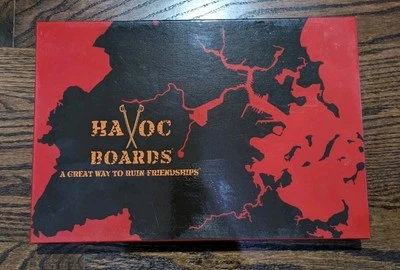 HAVOC
BOARDS
A GREAT WAY TO RUIN FRIENDSHIPS